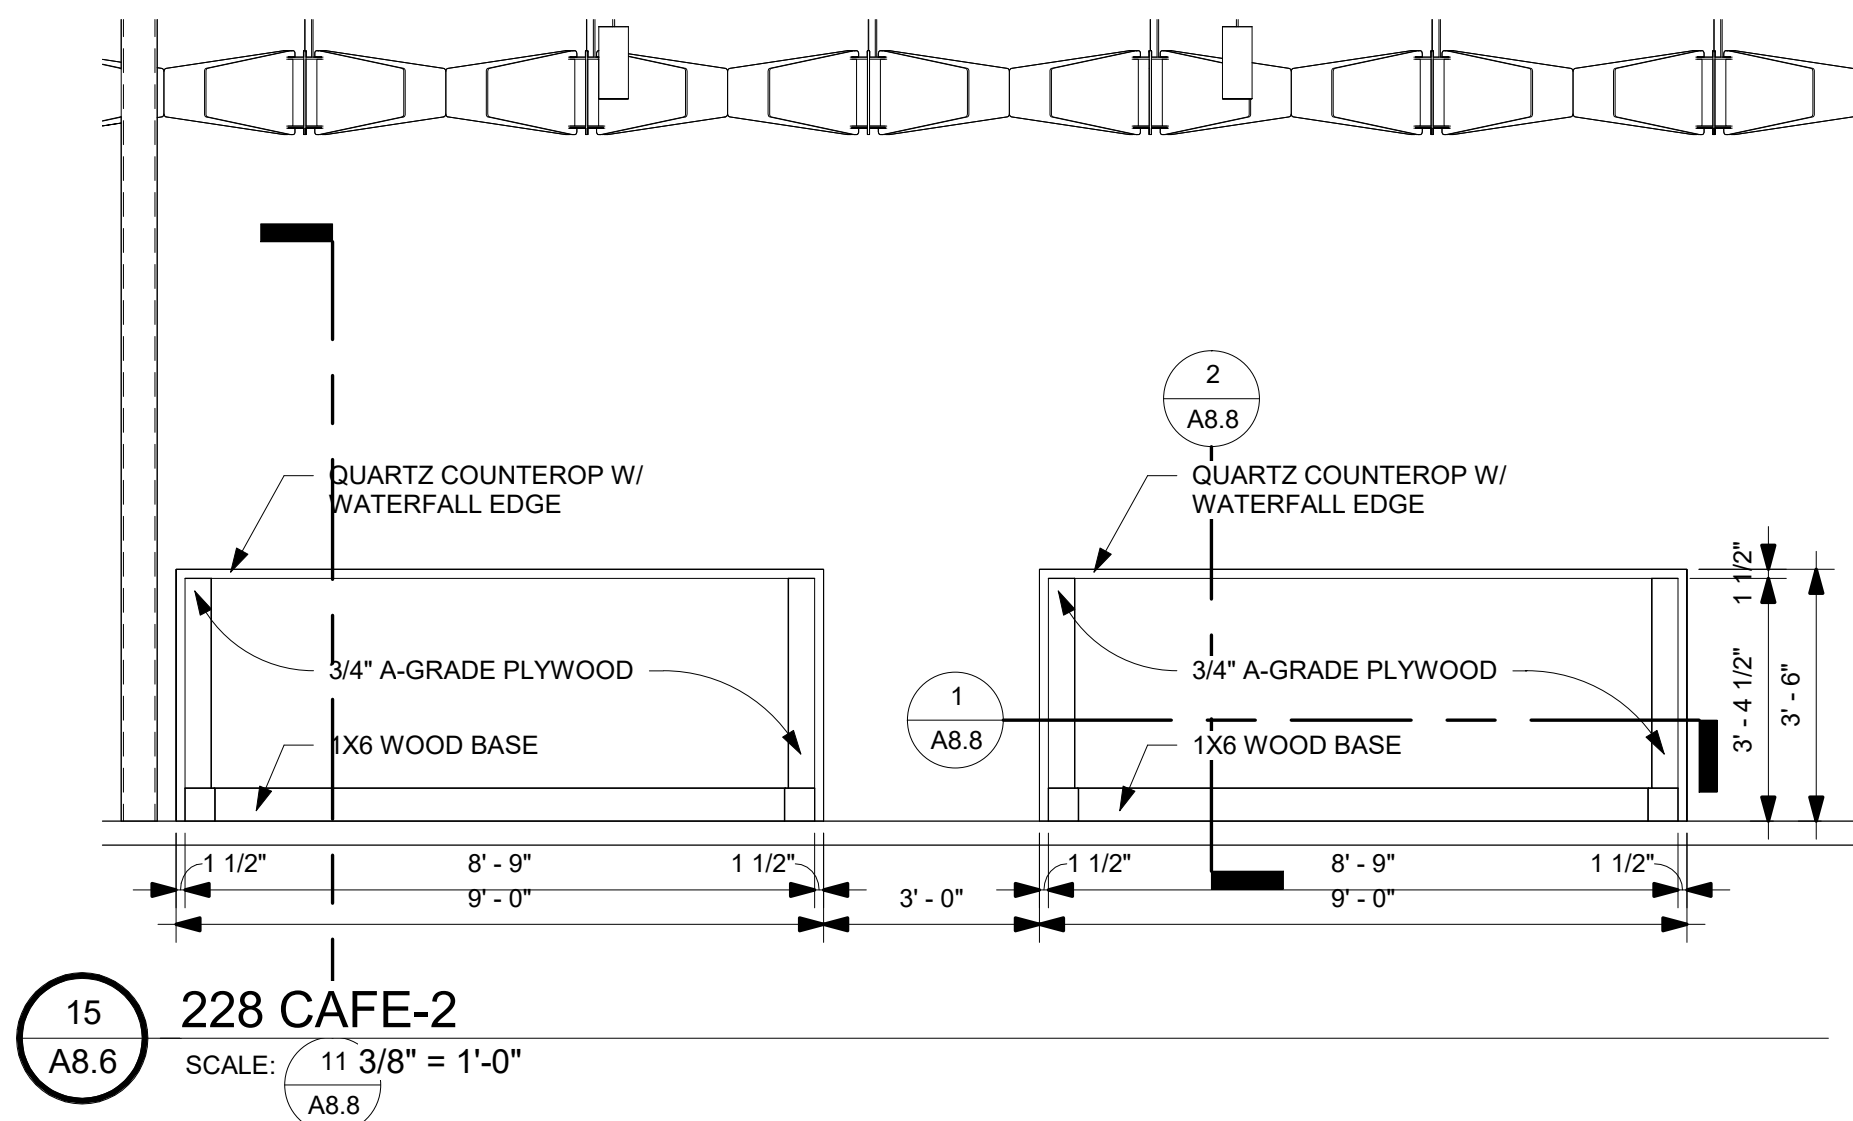 2
A8.8
QUARTZ COUNTEROP W/
WATERFALL EDGE
QUARTZ COUNTEROP W/
WATERFALL EDGE
1 1/2"
3/4" A-GRADE PLYWOOD
3/4" A-GRADE PLYWOOD
3' - 4 1/2"
3' - 6"
1
A8.8
1X6 WOOD BASE
1X6 WOOD BASE
1 1/2"
8' - 9"
1 1/2"
1 1/2"
8' - 9"
1 1/2"
9' - 0"
3' - 0"
9' - 0"
15
A8.6
228 CAFE-2
SCALE:
3/8" = 1'-0"
11
A8.8